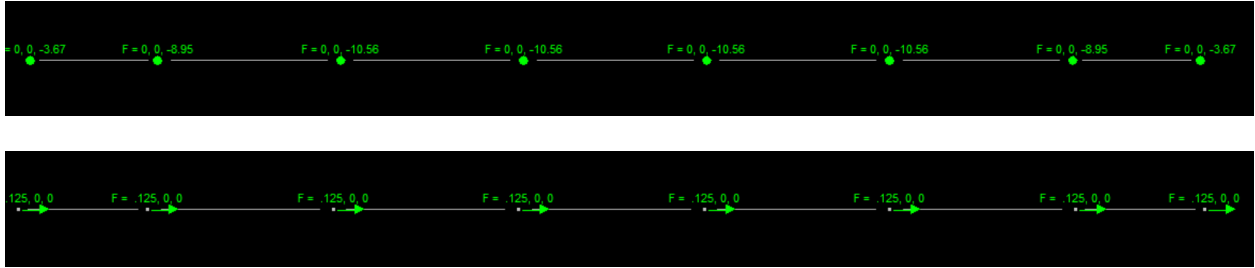 = 0, 0, -3.67 F = 0, 0, -8.95 F = 0, 0, -10.56 F = 0, 0, -10.56 F = 0, 0, -10.56 F = 0, 0, -10.56 F = 0, 0, -8.95 F = 0, 0, -3.67
.125, 0, 0 F = .125, 0, 0 F = .125, 0, 0 F = .125, 0, 0 F = .125, 0, 0 F = .125, 0, 0 F = .125, 0, 0 F = .125, 0, 0